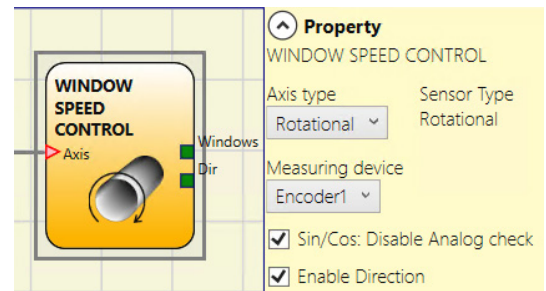 WINDOW
SPEED
CONTROL
Axis
Windows
Dir
Property
WINDOW SPEED CONTROL
Axis type
Sensor Type
Rotational
Rotational
Measuring device
Encoder1
Sin/Cos: Disable Analog check
Enable Direction